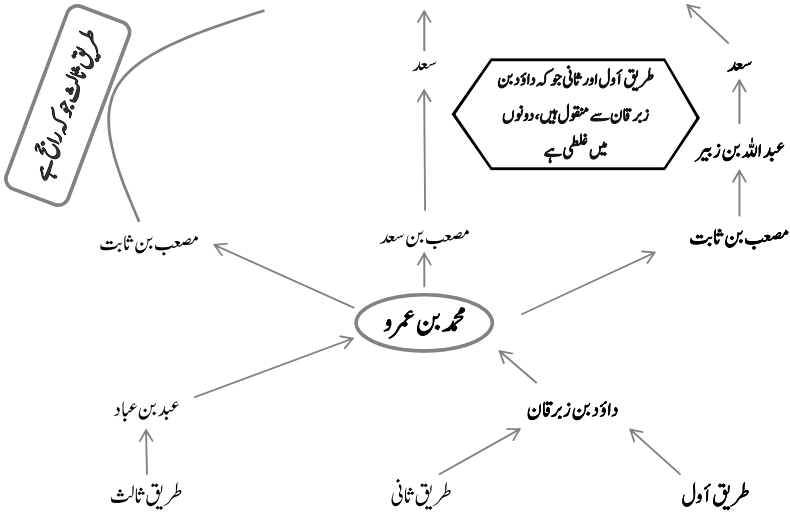 طریق ثالث جو کہ راجح ہے
سعد
سعد
طریق أول اور ثانی جو کہ داؤد بن
زبرقان سے منقول ہیں، دونوں
میں غلطی ہے
عبد اللہ بن زبیر
مصعب بن ثابت
مصعب بن سعد
مصعب بن ثابت
محمد بن عمرو
داؤد بن زبرقان
عبد بن عباد
طریق أول
طریق ثانی
طریق ثالث